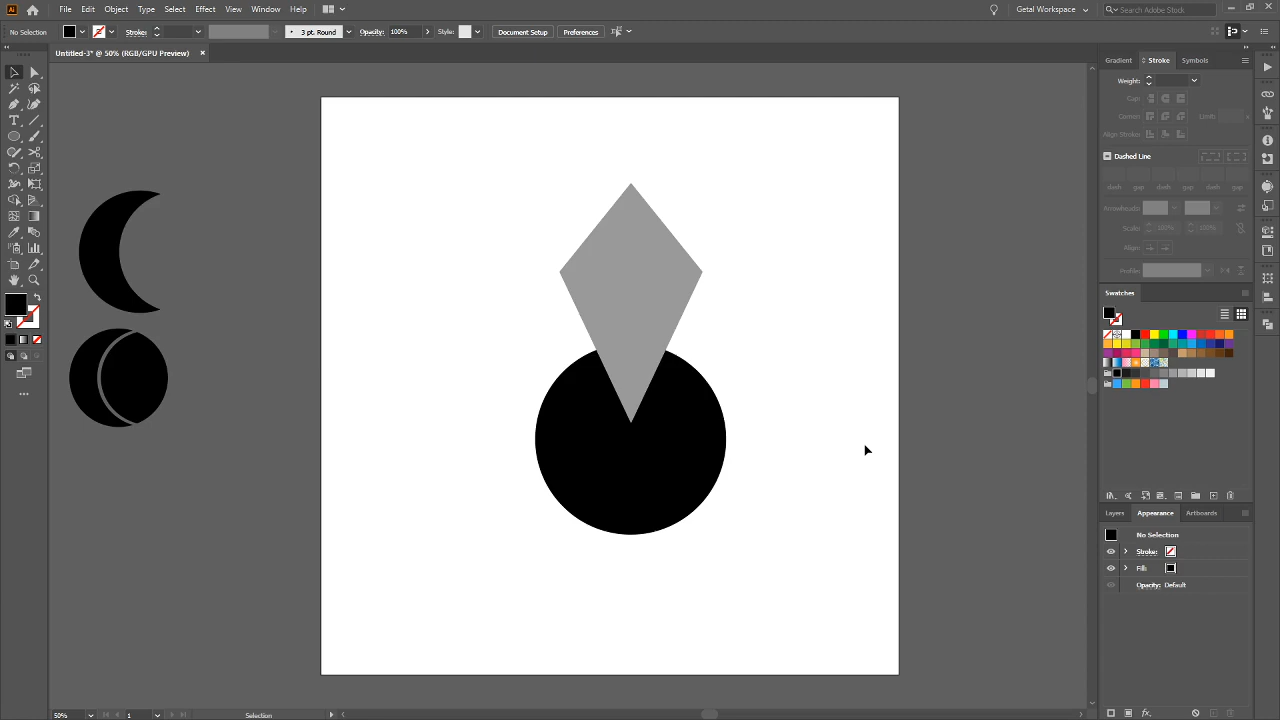 Ai
File Edit Object Type Select Effect View Window Help
Getal Workspace
Search Adobe Stock
No Selection
Stroke:
3 pt. Round
Opacity: 100%
Style:
Document Setup
Preferences
Untitled-3* @ 50% (RGB/GPU Preview) ×
Gradient Stroke Symbols
Weight:
Cap:
Corner: Limit: x
Align Stroke:
Dashed Line
dash gap dash gap dash gap
Arrowheads:
Scale: 100% 100%
Align:
Profile:
Swatches
Layers Appearance Artboards
No Selection
Stroke:
Fill:
Opacity: Default
fx
50% 1 Selection